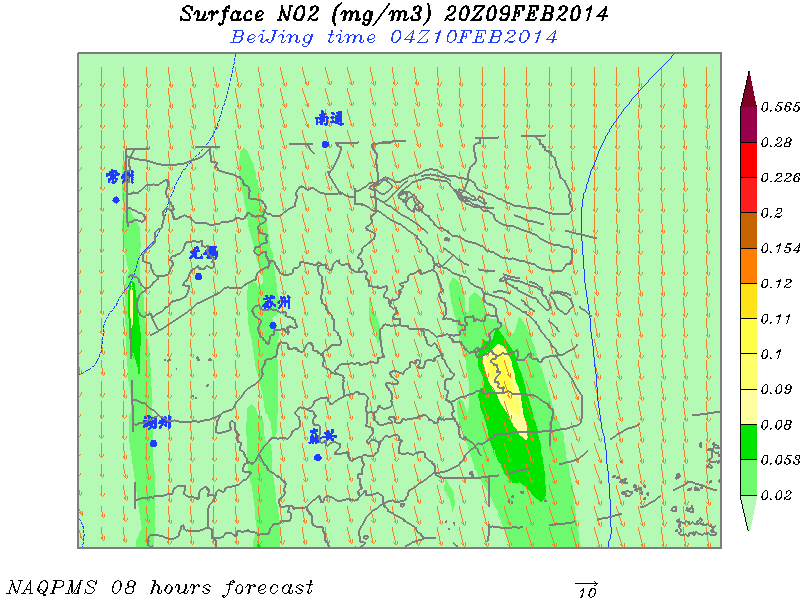 Surface NO2 (mg/m3) 20Z09FEB2014
BeiJing time 04Z10FEB2014
南通
常州
无锡
苏州
湖州
嘉兴
0.565
0.28
0.226
0.2
0.154
0.12
0.11
0.1
0.09
0.08
0.053
0.02
NAQPMS 08 hours forecast
10